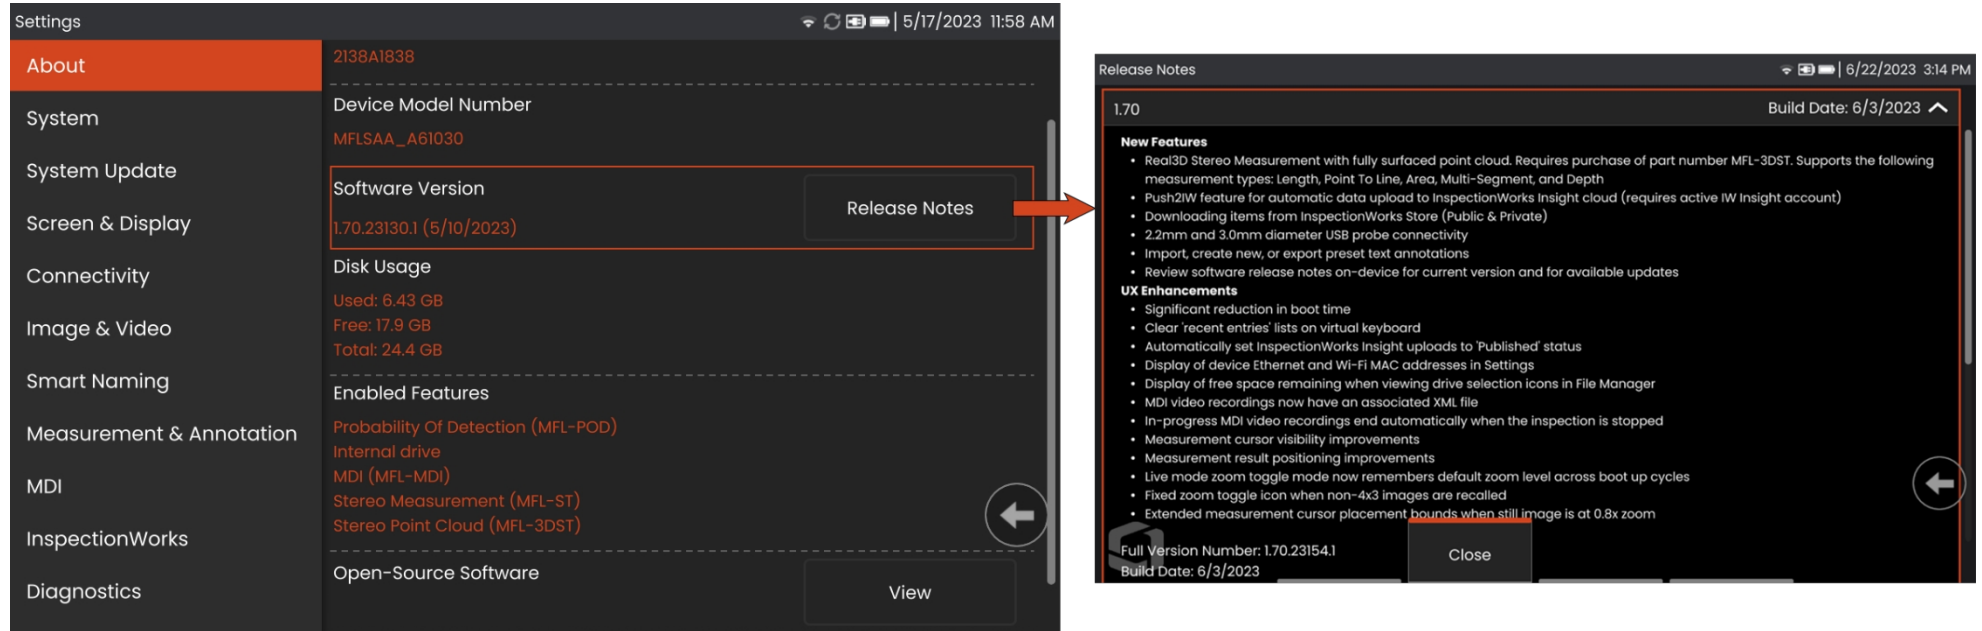 Settings
5/17/2023 11:58 AM
About
System
System Update
Screen & Display
Connectivity
Image & Video
Smart Naming
Measurement & Annotation
MDI
InspectionWorks
Diagnostics
2138A1838
Device Model Number
MFLSAA_A61030
Software Version
1.70.23130.1 (5/10/2023)
Release Notes
Disk Usage
Used: 6.43 GB
Free: 17.9 GB
Total: 24.4 GB
Enabled Features
Probability Of Detection (MFL-POD)
Internal drive
MDI (MFL-MDI)
Stereo Measurement (MFL-ST)
Stereo Point Cloud (MFL-3DST)
Open-Source Software
View
Release Notes
6/22/2023 3:14 PM
1.70
Build Date: 6/3/2023
New Features
• Real3D Stereo Measurement with fully surfaced point cloud. Requires purchase of part number MFL-3DST. Supports the following
measurement types: Length, Point To Line, Area, Multi-Segment, and Depth
• Push2IW feature for automatic data upload to InspectionWorks Insight cloud (requires active IW Insight account)
• Downloading items from InspectionWorks Store (Public & Private)
• 2.2mm and 3.0mm diameter USB probe connectivity
• Import, create new, or export preset text annotations
• Review software release notes on-device for current version and for available updates
UX Enhancements
• Significant reduction in boot time
• Clear 'recent entries' lists on virtual keyboard
• Automatically set InspectionWorks Insight uploads to 'Published' status
• Display of device Ethernet and Wi-Fi MAC addresses in Settings
• Display of free space remaining when viewing drive selection icons in File Manager
• MDI video recordings now have an associated XML file
• In-progress MDI video recordings end automatically when the inspection is stopped
• Measurement cursor visibility improvements
• Measurement result positioning improvements
• Live mode zoom toggle mode now remembers default zoom level across boot up cycles
• Fixed zoom toggle icon when non-4x3 images are recalled
• Extended measurement cursor placement bounds when still image is at 0.8x zoom
Full Version Number: 1.70.23154.1
Build Date: 6/3/2023
Close